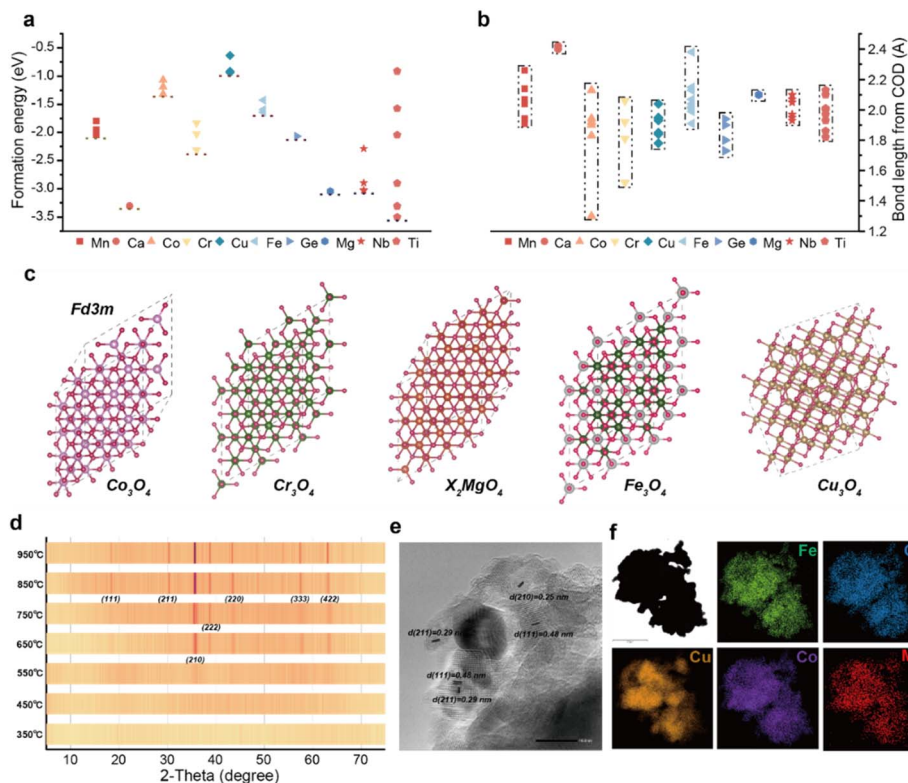 a
b
-0.5
-1.0
-1.5
-2.0
-2.5
-3.0
-3.5
Formation energy (eV)
Mn Ca Co Cr Cu Fe Ge Mg Nb Ti
2.4
2.2
2.0
1.8
1.6
1.4
1.2
Bond length from COD (A)
Mn Ca Co Cr Cu Fe Ge Mg Nb Ti
c
Fd3m
Co3O4
Cr3O4
X2MgO4
Fe3O4
Cu3O4
d
950℃
850℃
(111) (211) (220) (333) (422)
750℃
(222)
650℃
(210)
550℃
450℃
350℃
10 20 30 40 50 60 70
2-Theta (degree)
e
d(210)=0.25 nm
d(211)=0.29 nm
d(111)=0.48 nm
d(111)=0.48 nm
d(211)=0.29 nm
f
Fe
Cu
Co